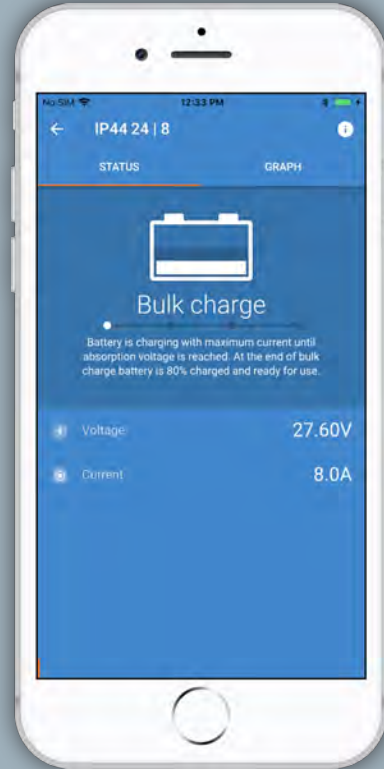 No SIM 12:33 PM
IP44 24 | 8
STATUS GRAPH
Bulk charge
Battery is charging with maximum current until
absorption voltage is reached. At the end of bulk
charge battery is 80% charged and ready for use.
Voltage 27.60V
Current 8.0A